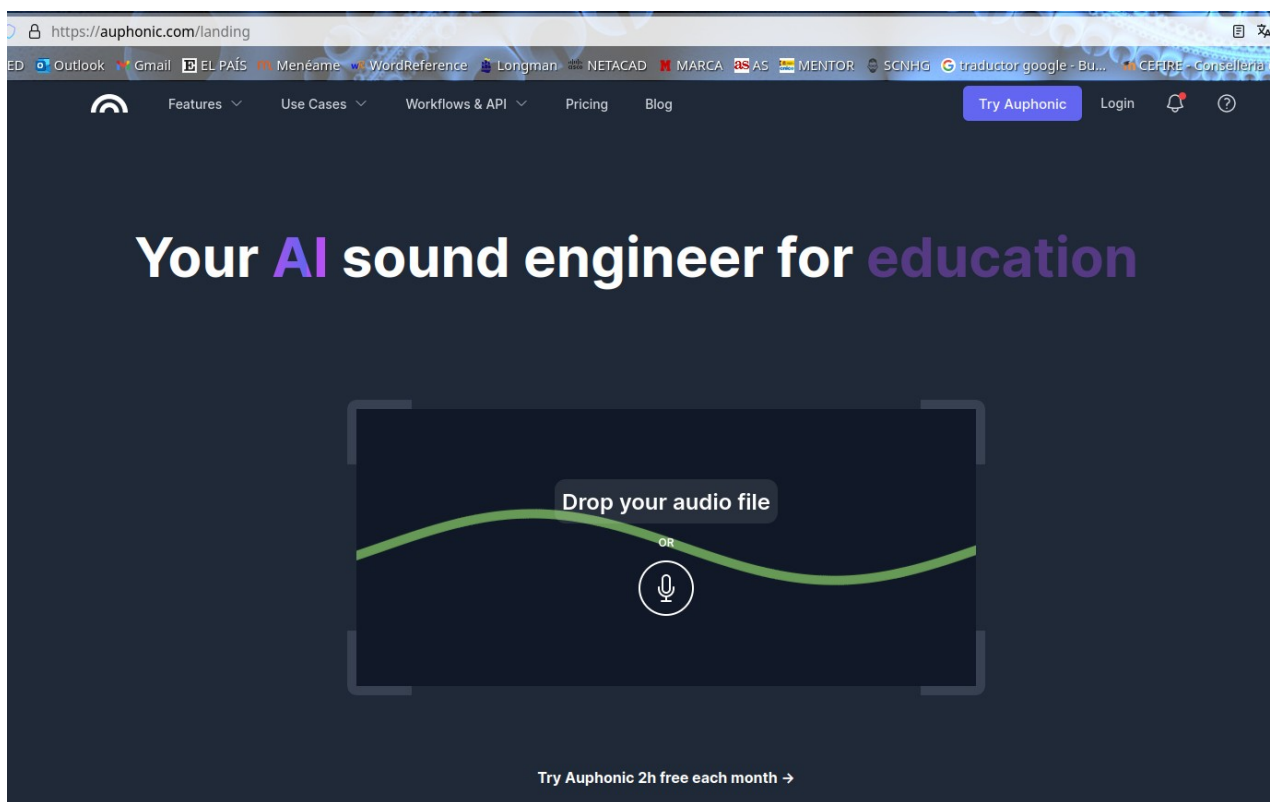 https://auphonic.com/landing
ED Outlook Gmail EL PAÍS Menéame WordReference Longman NETACAD MARCA AS MENTOR SCNHG traductor google - Bu... CEFIRE - Conselleria
Features Use Cases Workflows & API Pricing Blog Try Auphonic Login
Your AI sound engineer for education
Drop your audio file
OR
Try Auphonic 2h free each month →